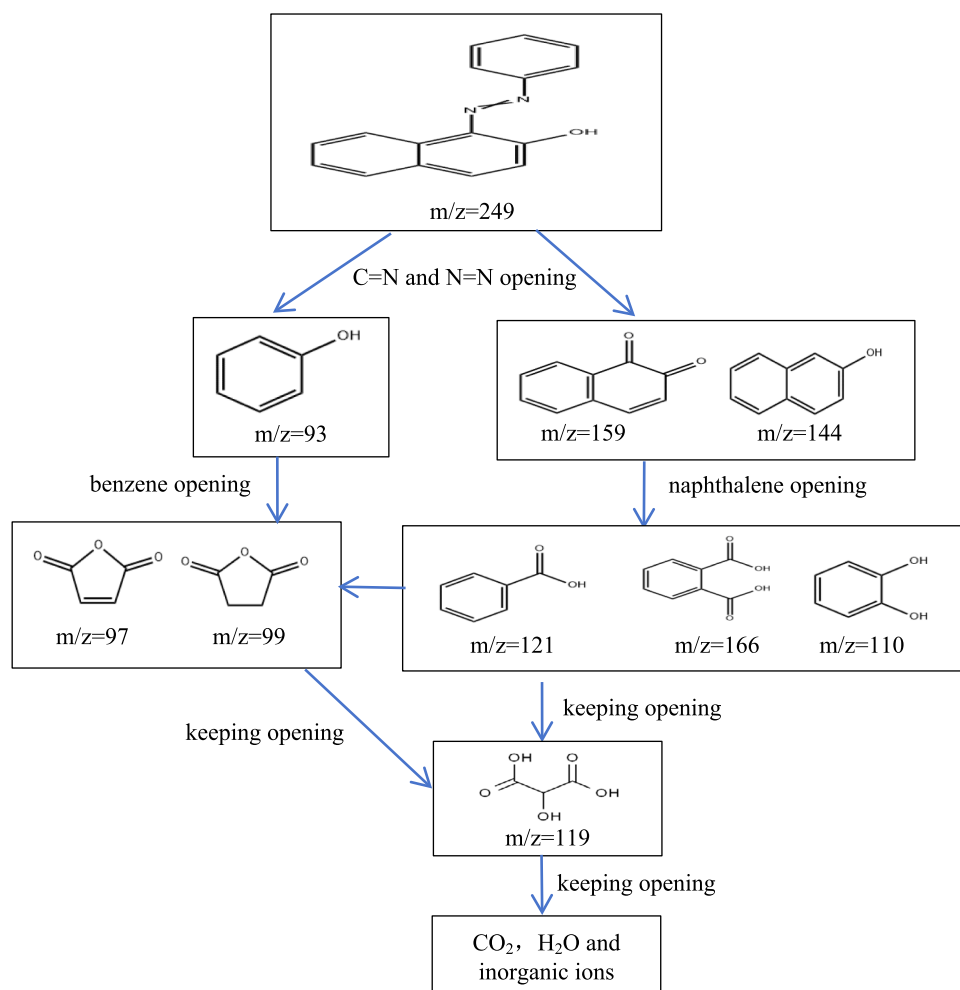 N
N
OH
m/z=249
C=N and N=N opening
OH
m/z=93
O
O
m/z=159
OH
m/z=144
benzene opening
naphthalene opening
O
O
O
m/z=97
O
O
O
m/z=99
O
OH
m/z=121
O
OH
OH
O
m/z=166
OH
OH
m/z=110
keeping opening
keeping opening
OH
O
O
OH
OH
m/z=119
keeping opening
CO₂，H₂O and
inorganic ions